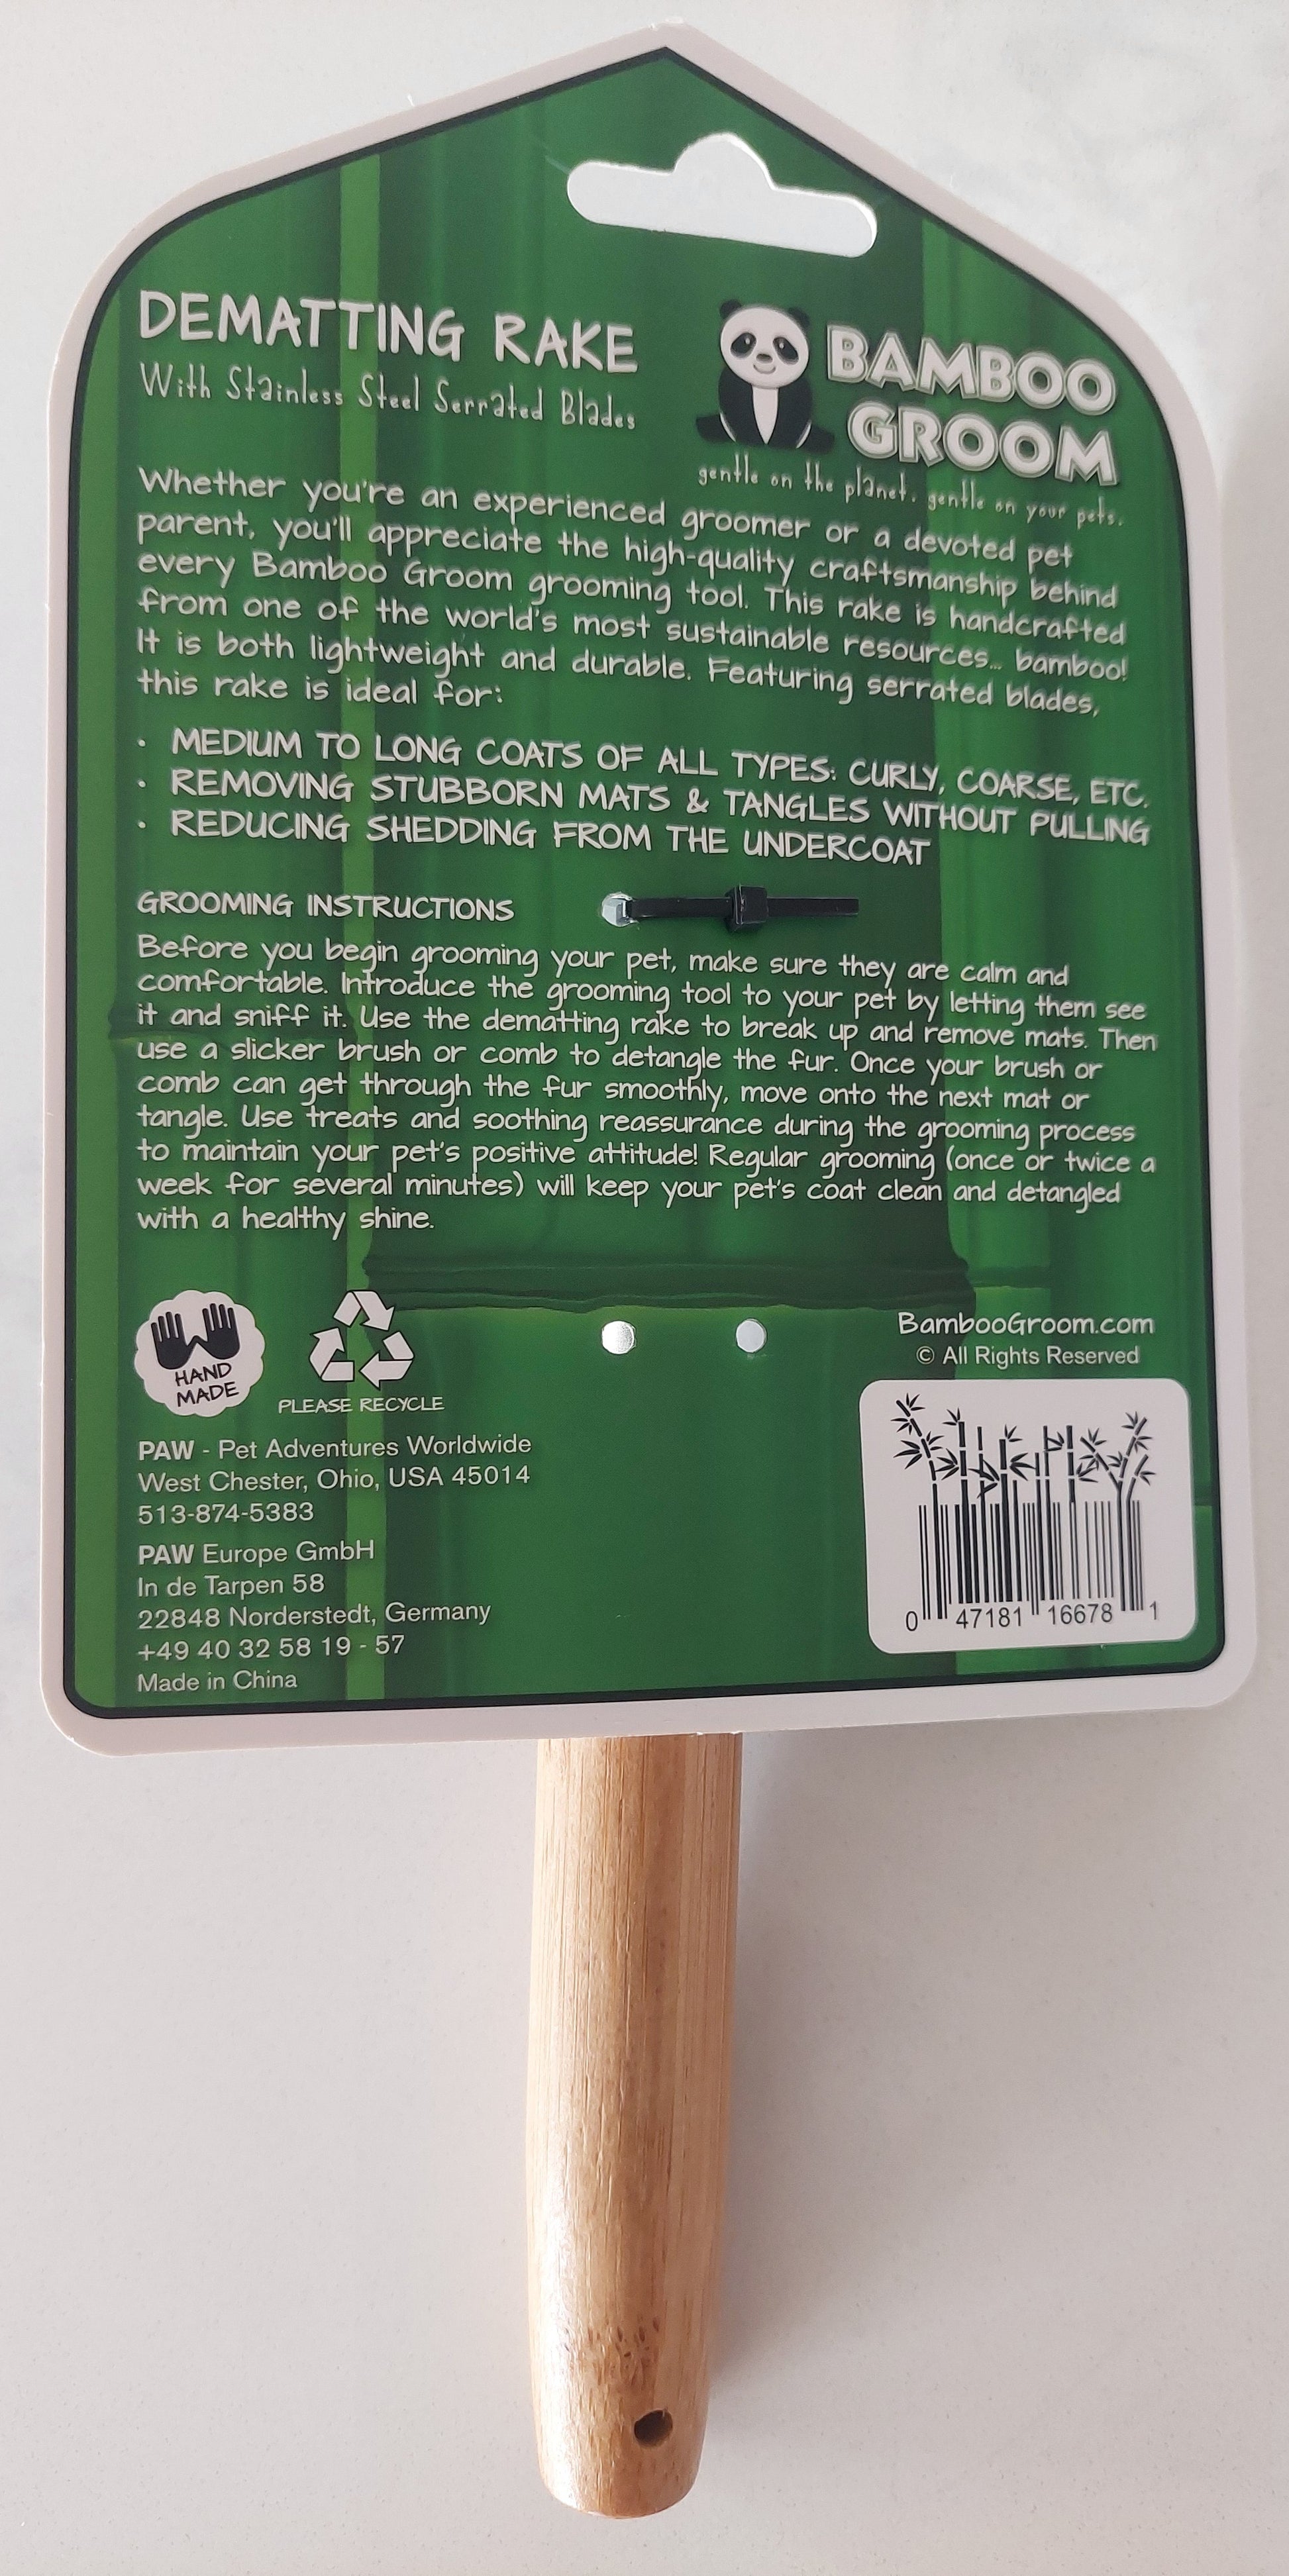 DEMATTING RAKE
With Stainless Steel Serrated Blades
BAMBOO
GROOM
gentle on the planet. gentle on your pets.
Whether you're an experienced groomer or a devoted pet
parent, you'll appreciate the high-quality craftsmanship behind
every Bamboo Groom grooming tool. This rake is handcrafted
from one of the world's most sustainable resources... bamboo!
It is both lightweight and durable. Featuring serrated blades,
this rake is ideal for:
• MEDIUM TO LONG COATS OF ALL TYPES: CURLY, COARSE, ETC.
• REMOVING STUBBORN MATS & TANGLES WITHOUT PULLING
• REDUCING SHEDDING FROM THE UNDERCOAT
GROOMING INSTRUCTIONS
Before you begin grooming your pet, make sure they are calm and
comfortable. Introduce the grooming tool to your pet by letting them see
it and sniff it. Use the dematting rake to break up and remove mats. Then
use a slicker brush or comb to detangle the fur. Once your brush or
comb can get through the fur smoothly, move onto the next mat or
tangle. Use treats and soothing reassurance during the grooming process
to maintain your pet's positive attitude! Regular grooming (once or twice a
week for several minutes) will keep your pet's coat clean and detangled
with a healthy shine.
HAND
MADE
PLEASE RECYCLE
BambooGroom.com
© All Rights Reserved
PAW - Pet Adventures Worldwide
West Chester, Ohio, USA 45014
513-874-5383
PAW Europe GmbH
In de Tarpen 58
22848 Norderstedt, Germany
+49 40 32 58 19 - 57
Made in China
0 47181 16678 1